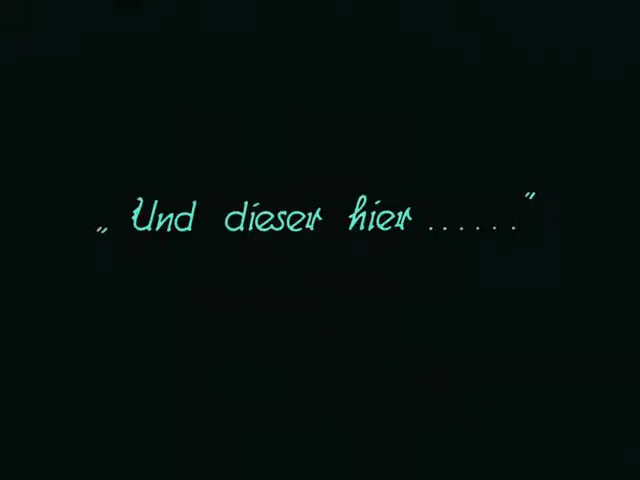 „Und dieser hier ......"